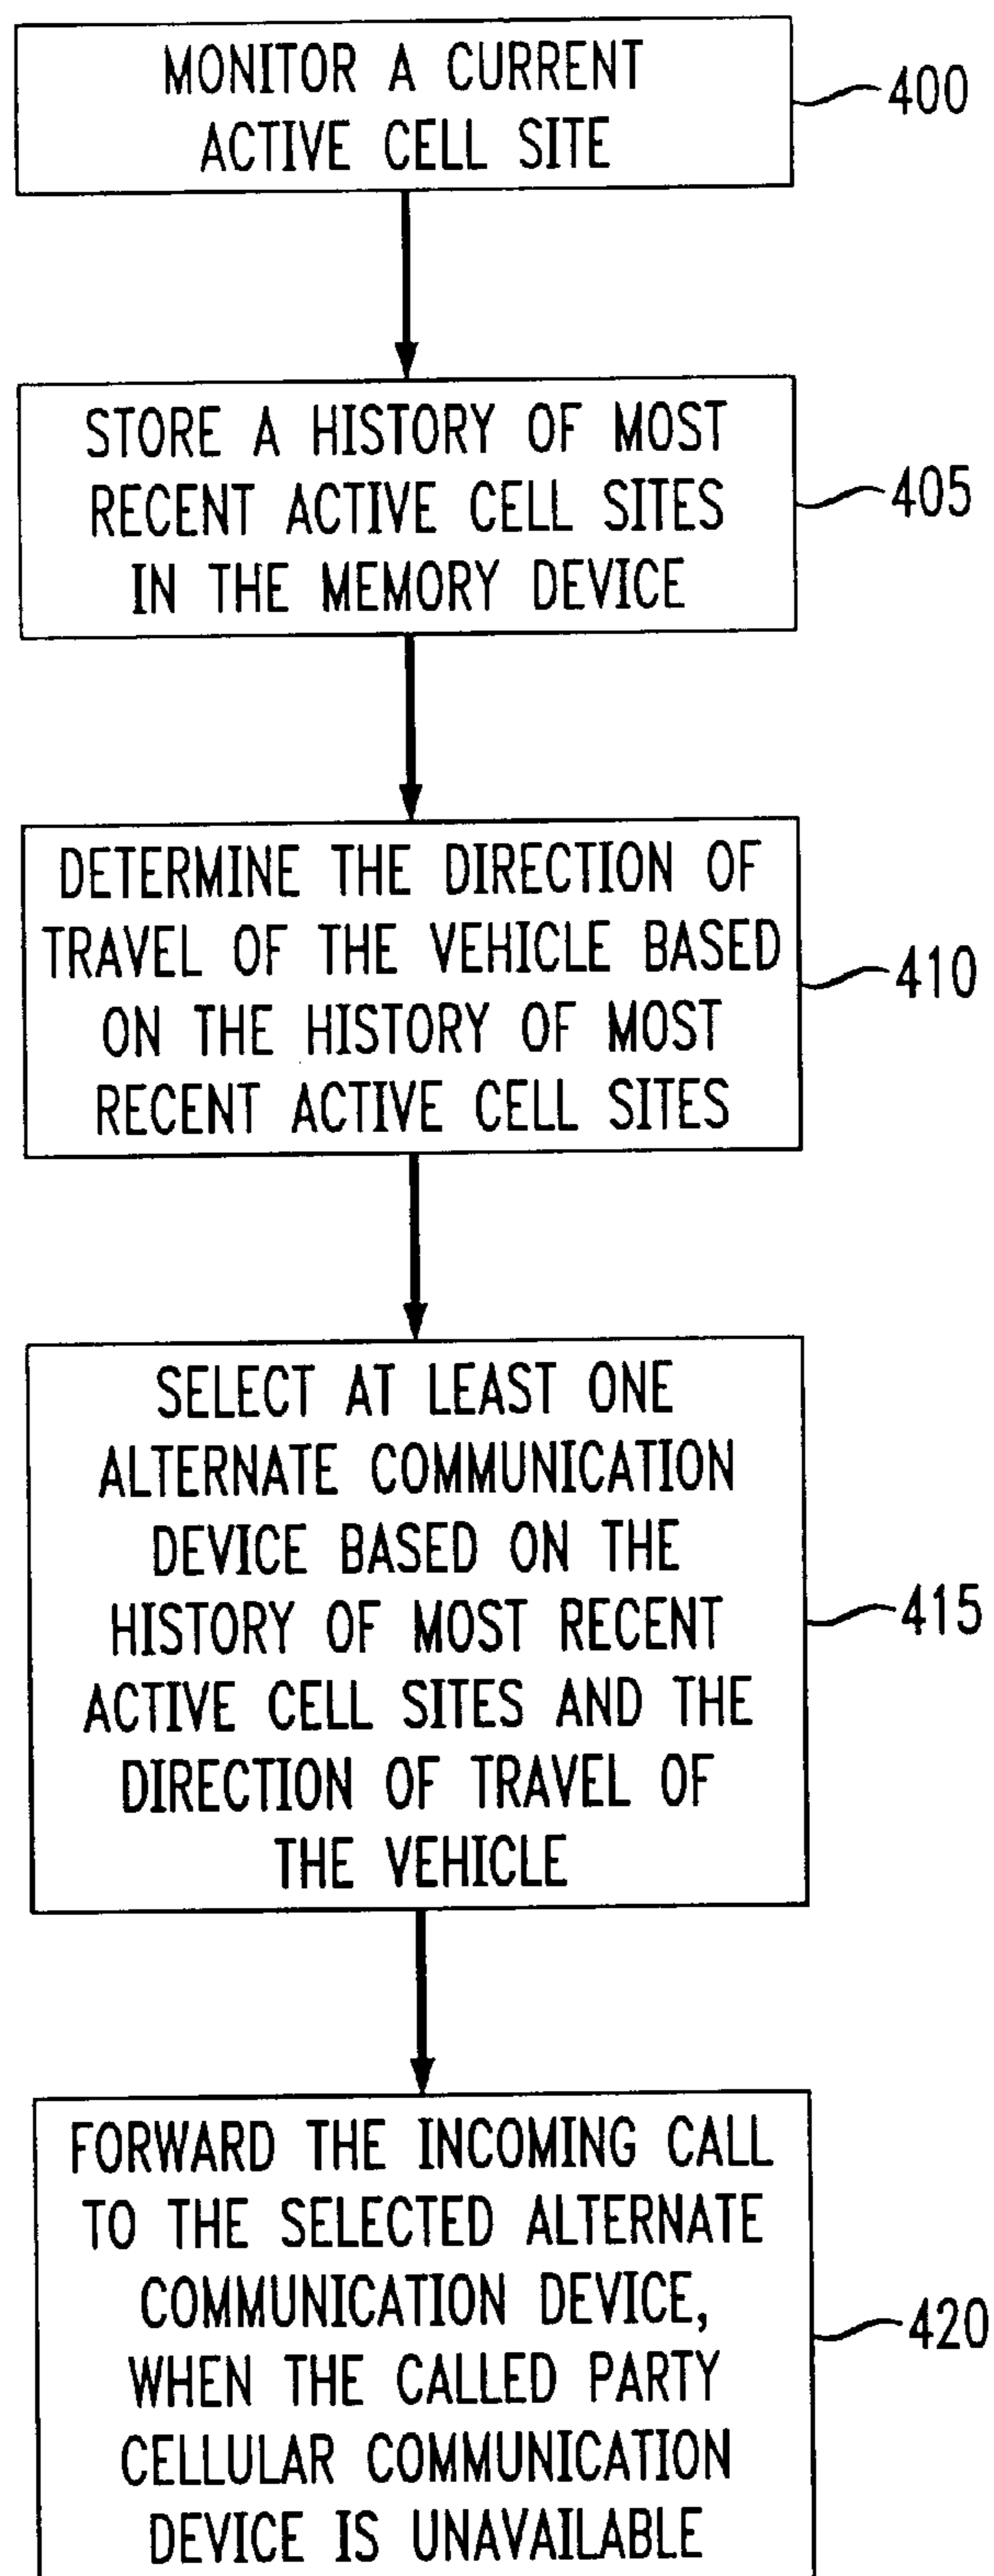 MONITOR A CURRENT
ACTIVE CELL SITE
400
STORE A HISTORY OF MOST
RECENT ACTIVE CELL SITES
IN THE MEMORY DEVICE
405
DETERMINE THE DIRECTION OF
TRAVEL OF THE VEHICLE BASED
ON THE HISTORY OF MOST
RECENT ACTIVE CELL SITES
410
SELECT AT LEAST ONE
ALTERNATE COMMUNICATION
DEVICE BASED ON THE
HISTORY OF MOST RECENT
ACTIVE CELL SITES AND THE
DIRECTION OF TRAVEL OF
THE VEHICLE
415
FORWARD THE INCOMING CALL
TO THE SELECTED ALTERNATE
COMMUNICATION DEVICE,
WHEN THE CALLED PARTY
CELLULAR COMMUNICATION
DEVICE IS UNAVAILABLE
420